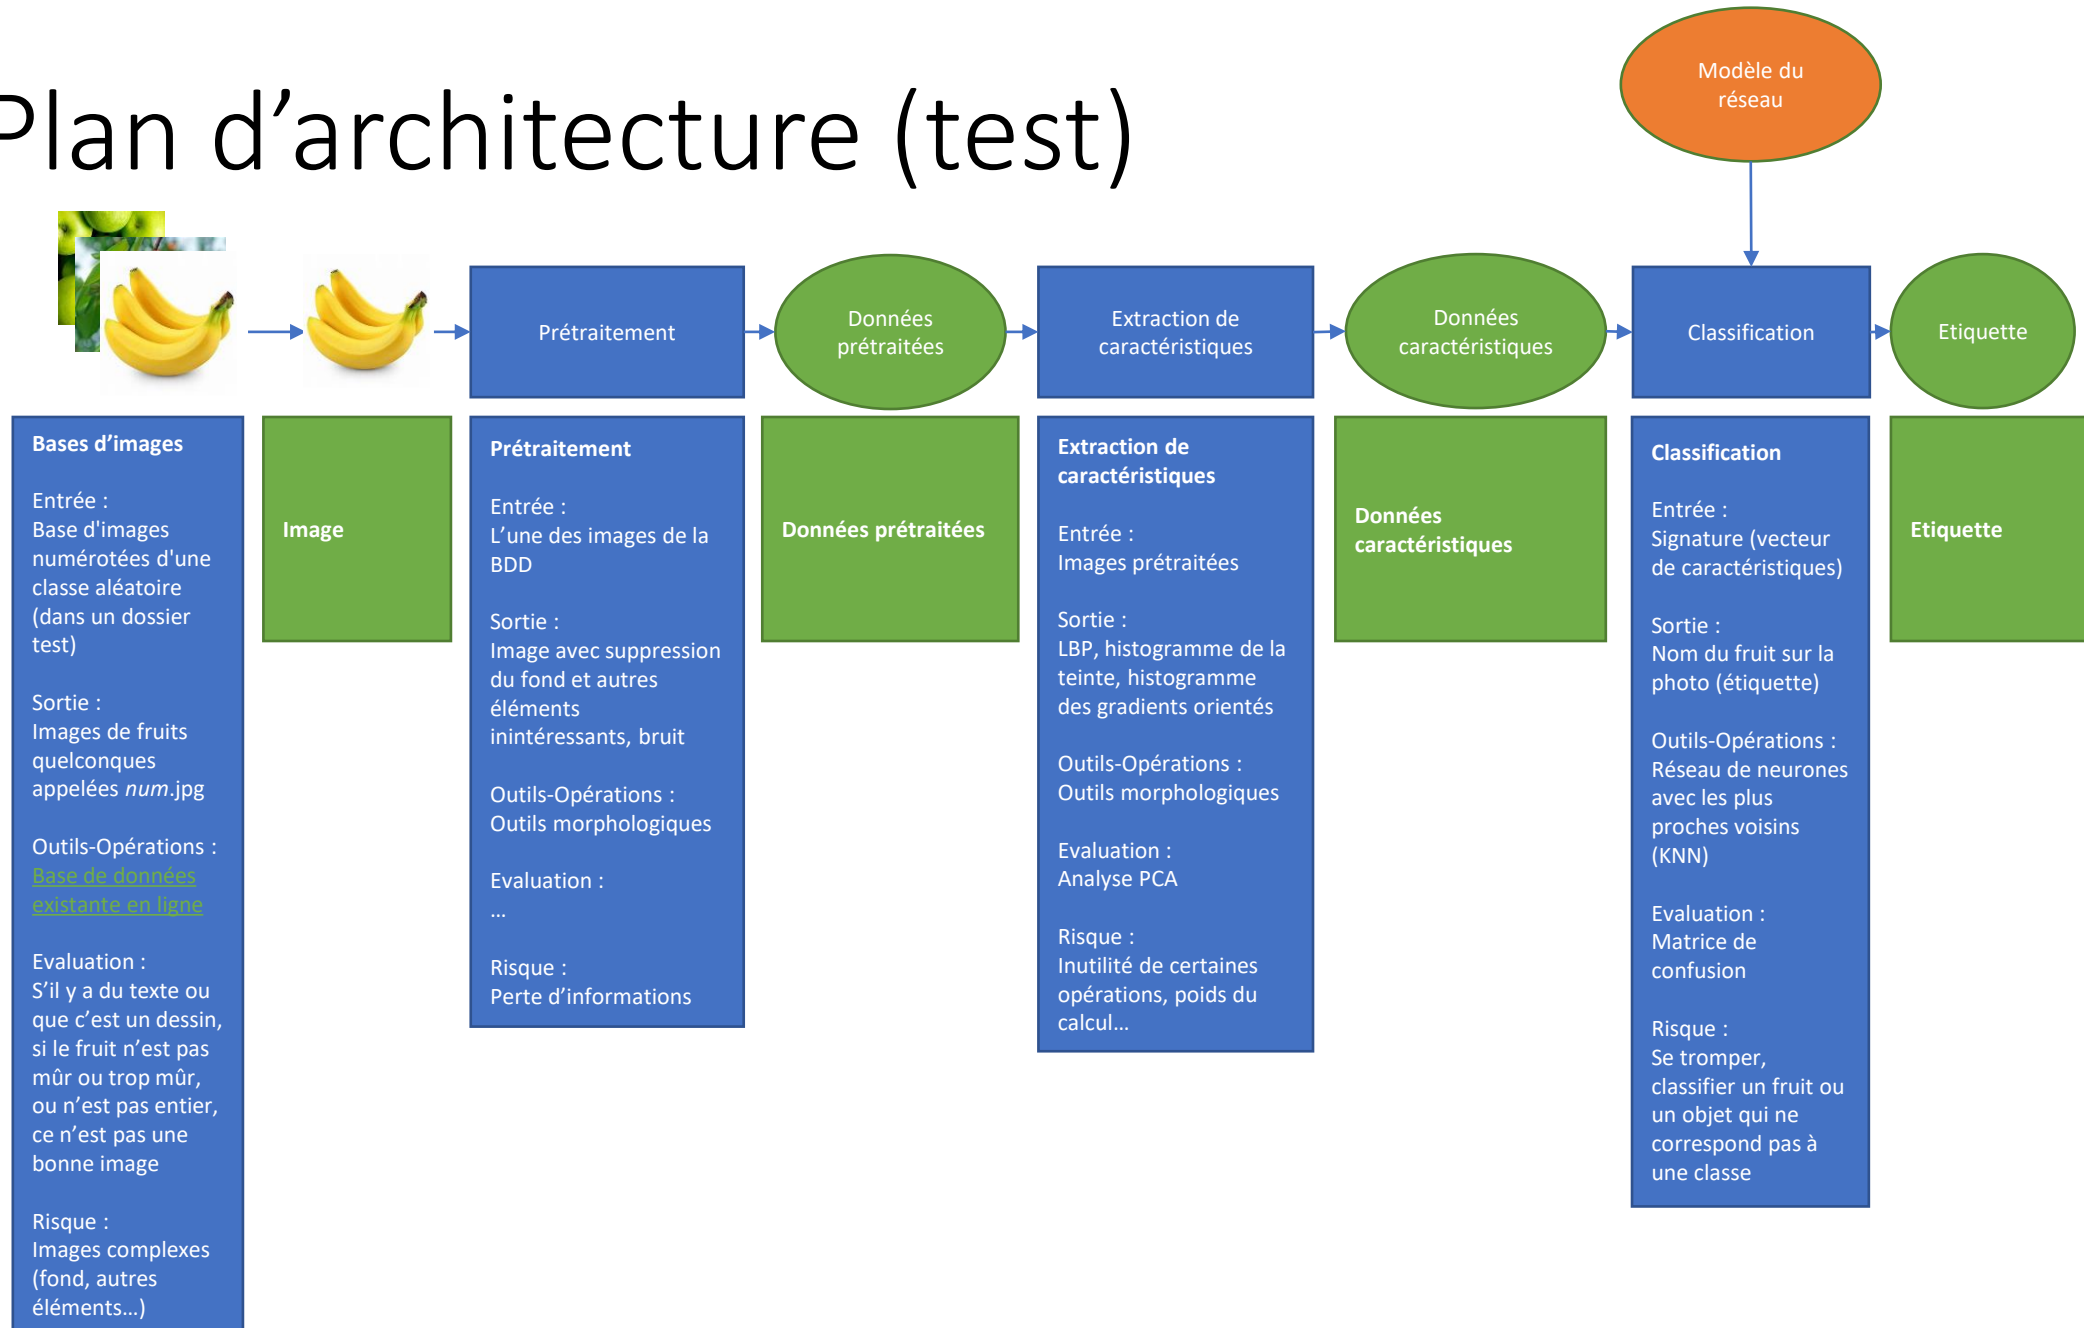 Plan d’architecture (test)
Modèle du
réseau
Prétraitement
Données
prétraitées
Extraction de
caractéristiques
Données
caractéristiques
Classification
Etiquette
Bases d’images
Entrée :
Base d'images
numérotées d'une
classe aléatoire
(dans un dossier
test)
Sortie :
Images de fruits
quelconques
appelées num.jpg
Outils-Opérations :
Base de données
existante en ligne
Evaluation :
S’il y a du texte ou
que c’est un dessin,
si le fruit n’est pas
mûr ou trop mûr,
ou n’est pas entier,
ce n’est pas une
bonne image
Risque :
Images complexes
(fond, autres
éléments…)
Image
Prétraitement
Entrée :
L’une des images de la
BDD
Sortie :
Image avec suppression
du fond et autres
éléments
inintéressants, bruit
Outils-Opérations :
Outils morphologiques
Evaluation :
…
Risque :
Perte d’informations
Données prétraitées
Extraction de
caractéristiques
Entrée :
Images prétraitées
Sortie :
LBP, histogramme de la
teinte, histogramme
des gradients orientés
Outils-Opérations :
Outils morphologiques
Evaluation :
Analyse PCA
Risque :
Inutilité de certaines
opérations, poids du
calcul…
Données
caractéristiques
Classification
Entrée :
Signature (vecteur
de caractéristiques)
Sortie :
Nom du fruit sur la
photo (étiquette)
Outils-Opérations :
Réseau de neurones
avec les plus
proches voisins
(KNN)
Evaluation :
Matrice de
confusion
Risque :
Se tromper,
classifier un fruit ou
un objet qui ne
correspond pas à
une classe
Etiquette